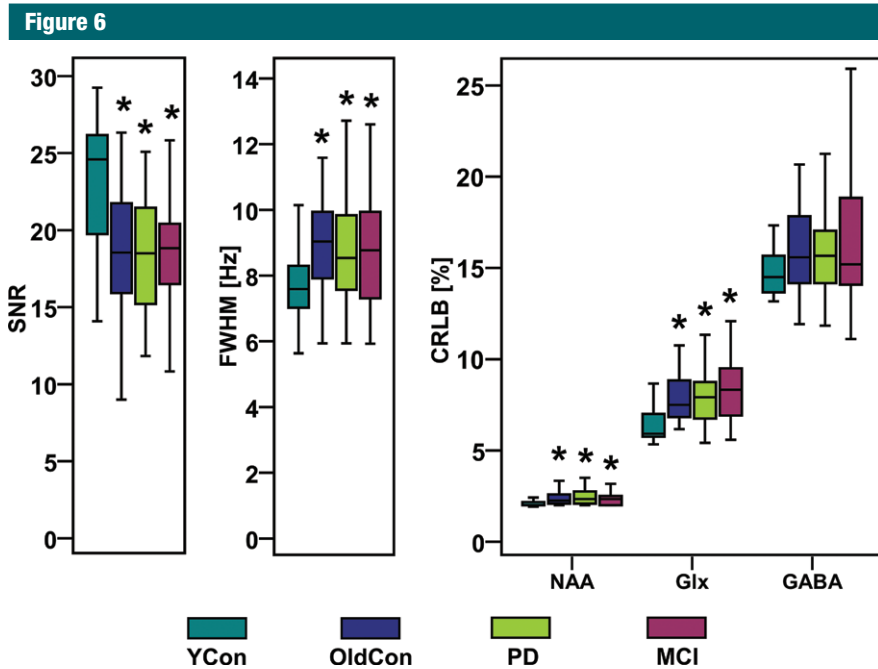 Figure 6
SNR
30
25
20
15
10
5
0
* * *
FWHM [Hz]
14
12
10
8
6
4
2
0
* * *
CRLB [%]
25
20
15
10
5
0
* * *
* * *
NAA Glx GABA
YCon OldCon PD MCI